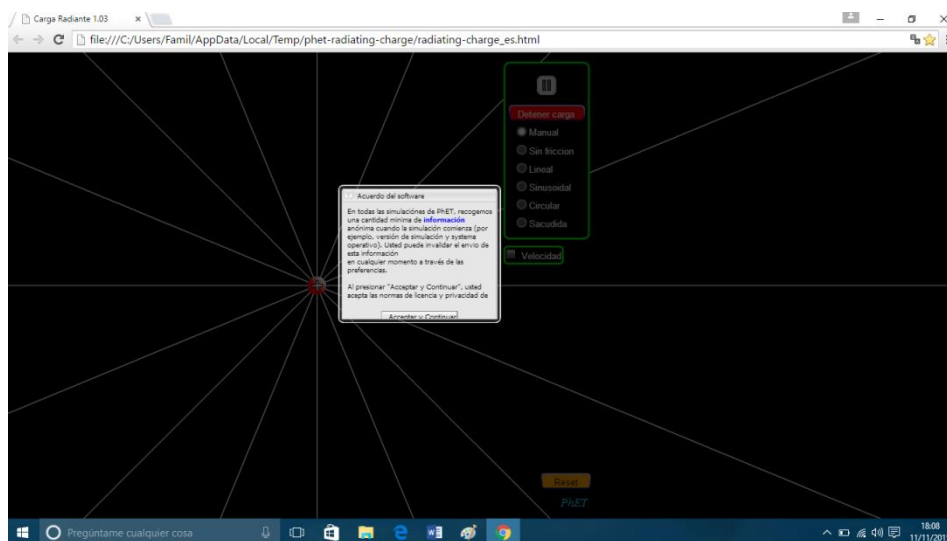 Carga Radiante 1.03
file:///C:/Users/Famil/AppData/Local/Temp/phet-radiating-charge/radiating-charge_es.html
Detener carga
Manual
Sin friccion
Lineal
Sinusoidal
Circular
Sacudida
Velocidad
Acuerdo del software
En todas las simulaciónes de PhET, recogemos
una cantidad mínima de información
anónima cuando la simulación comienza (por
ejemplo, versión de simulación y systema
operativo). Usted puede invalidar el envio de
esta información
en cualquier momento a través de las
preferencias.
Al presionar "Acceptar y Continuar", usted
acepta las normas de licencia y privacidad de
Acceptar y Continuar
Reset
PhET
Pregúntame cualquier cosa
18:08